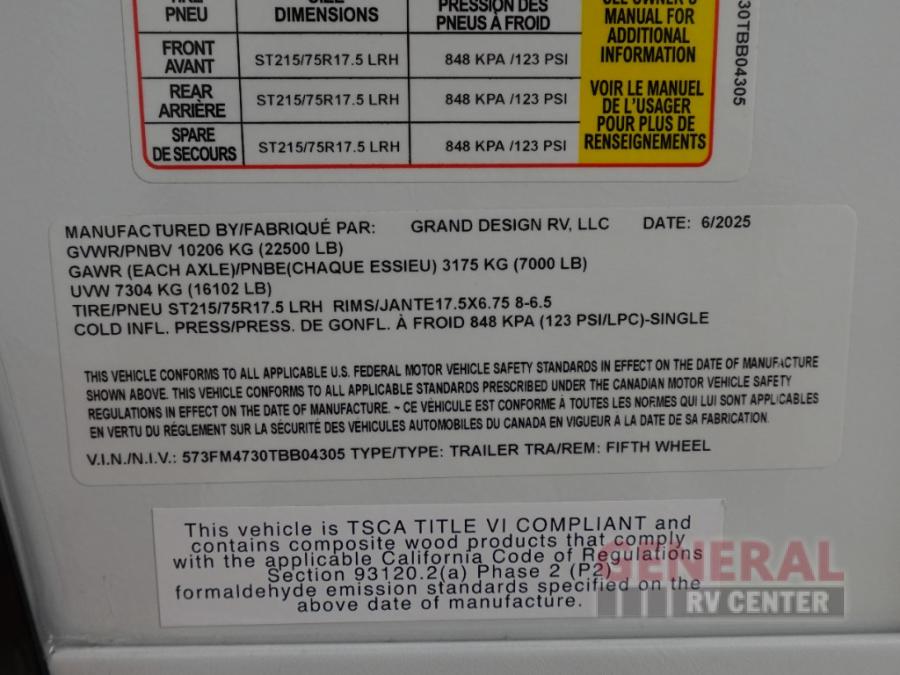 PNEU DIMENSIONS PRESSION DES
PNEUS À FROID
FRONT
AVANT ST215/75R17.5 LRH 848 KPA /123 PSI
REAR
ARRIÈRE ST215/75R17.5 LRH 848 KPA /123 PSI
SPARE
DE SECOURS ST215/75R17.5 LRH 848 KPA /123 PSI
SEE OWNER'S
MANUAL FOR
ADDITIONAL
INFORMATION
VOIR LE MANUEL
DE L'USAGER
POUR PLUS DE
RENSEIGNEMENTS
30TBB04305
MANUFACTURED BY/FABRIQUÉ PAR: GRAND DESIGN RV, LLC DATE: 6/2025
GVWR/PNBV 10206 KG (22500 LB)
GAWR (EACH AXLE)/PNBE(CHAQUE ESSIEU) 3175 KG (7000 LB)
UVW 7304 KG (16102 LB)
TIRE/PNEU ST215/75R17.5 LRH RIMS/JANTE17.5X6.75 8-6.5
COLD INFL. PRESS/PRESS. DE GONFL. À FROID 848 KPA (123 PSI/LPC)-SINGLE
THIS VEHICLE CONFORMS TO ALL APPLICABLE U.S. FEDERAL MOTOR VEHICLE SAFETY STANDARDS IN EFFECT ON THE DATE OF MANUFACTURE
SHOWN ABOVE. THIS VEHICLE CONFORMS TO ALL APPLICABLE STANDARDS PRESCRIBED UNDER THE CANADIAN MOTOR VEHICLE SAFETY
REGULATIONS IN EFFECT ON THE DATE OF MANUFACTURE. ~ CE VÉHICULE EST CONFORME À TOUTES LES NORMES QUI LUI SONT APPLICABLES
EN VERTU DU RÉGLEMENT SUR LA SÉCURITÉ DES VÉHICULES AUTOMOBILES DU CANADA EN VIGUEUR À LA DATE DE SA FABRICATION.
V.I.N./N.I.V.: 573FM4730TBB04305 TYPE/TYPE: TRAILER TRA/REM: FIFTH WHEEL
This vehicle is TSCA TITLE VI COMPLIANT and
contains composite wood products that comply
with the applicable California Code of Regulations
Section 93120.2(a) Phase 2 (P2)
formaldehyde emission standards specified on the
above date of manufacture.
GENERAL
RV CENTER